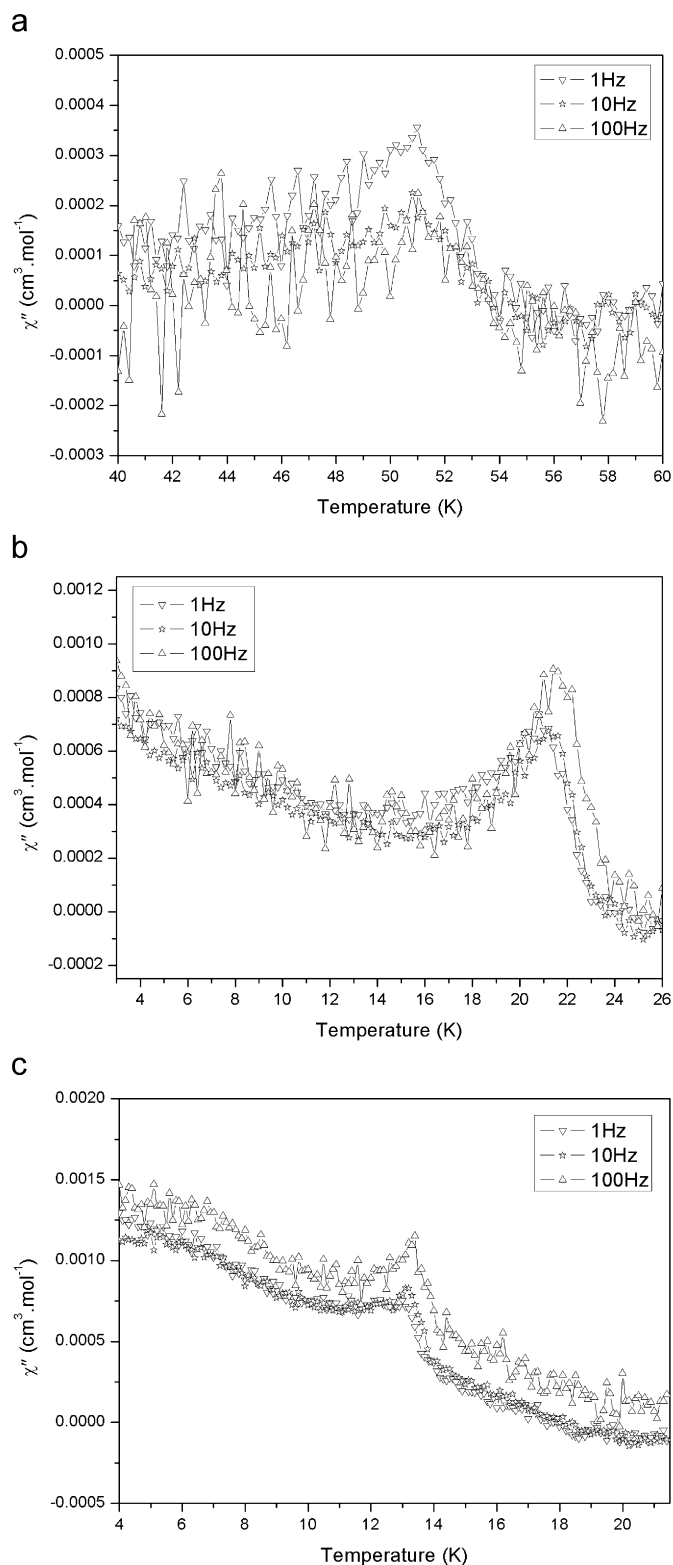 a
0.0005
0.0004
0.0003
0.0002
0.0001
0.0000
-0.0001
-0.0002
-0.0003
χ″ (cm³.mol⁻¹)
1Hz
10Hz
100Hz
40 42 44 46 48 50 52 54 56 58 60
Temperature (K)
b
0.0012
0.0010
0.0008
0.0006
0.0004
0.0002
0.0000
-0.0002
χ″ (cm³.mol⁻¹)
1Hz
10Hz
100Hz
4 6 8 10 12 14 16 18 20 22 24 26
Temperature (K)
c
0.0020
0.0015
0.0010
0.0005
0.0000
-0.0005
χ″ (cm³.mol⁻¹)
1Hz
10Hz
100Hz
4 6 8 10 12 14 16 18 20
Temperature (K)